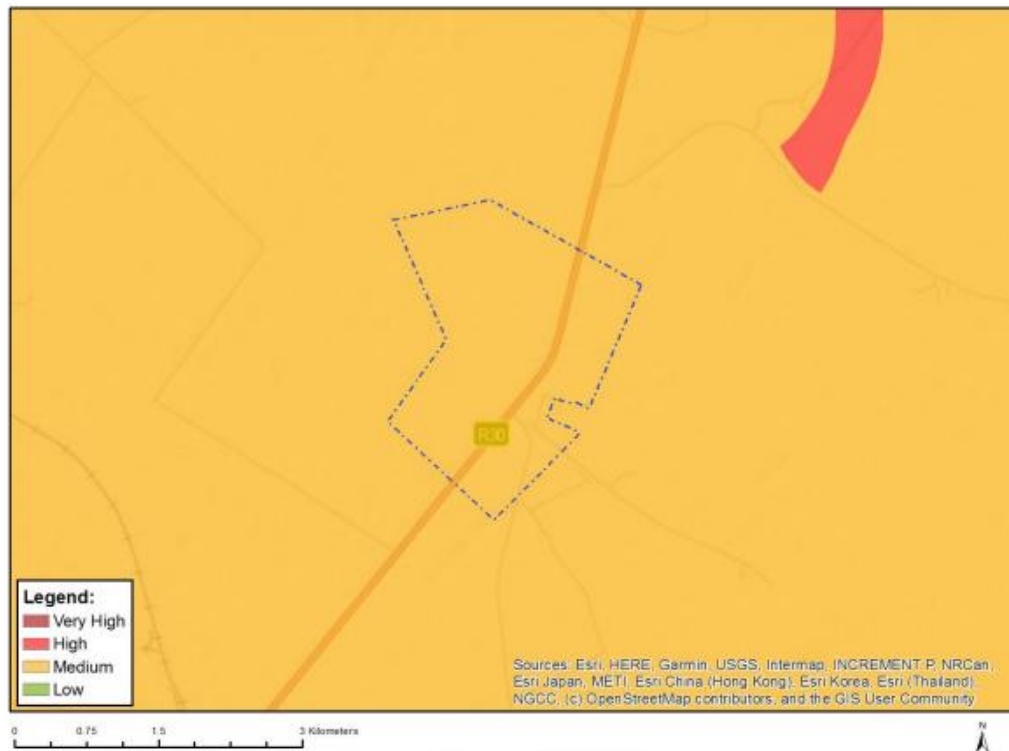 R30
Legend:
Very High
High
Medium
Low
Sources: Esri, HERE, Garmin, USGS, Intermap, INCREMENT P, NRCan,
Esri Japan, METI, Esri China (Hong Kong), Esri Korea, Esri (Thailand),
NGCC, (c) OpenStreetMap contributors, and the GIS User Community
0 0.75 1.5 3 Kilometers
N